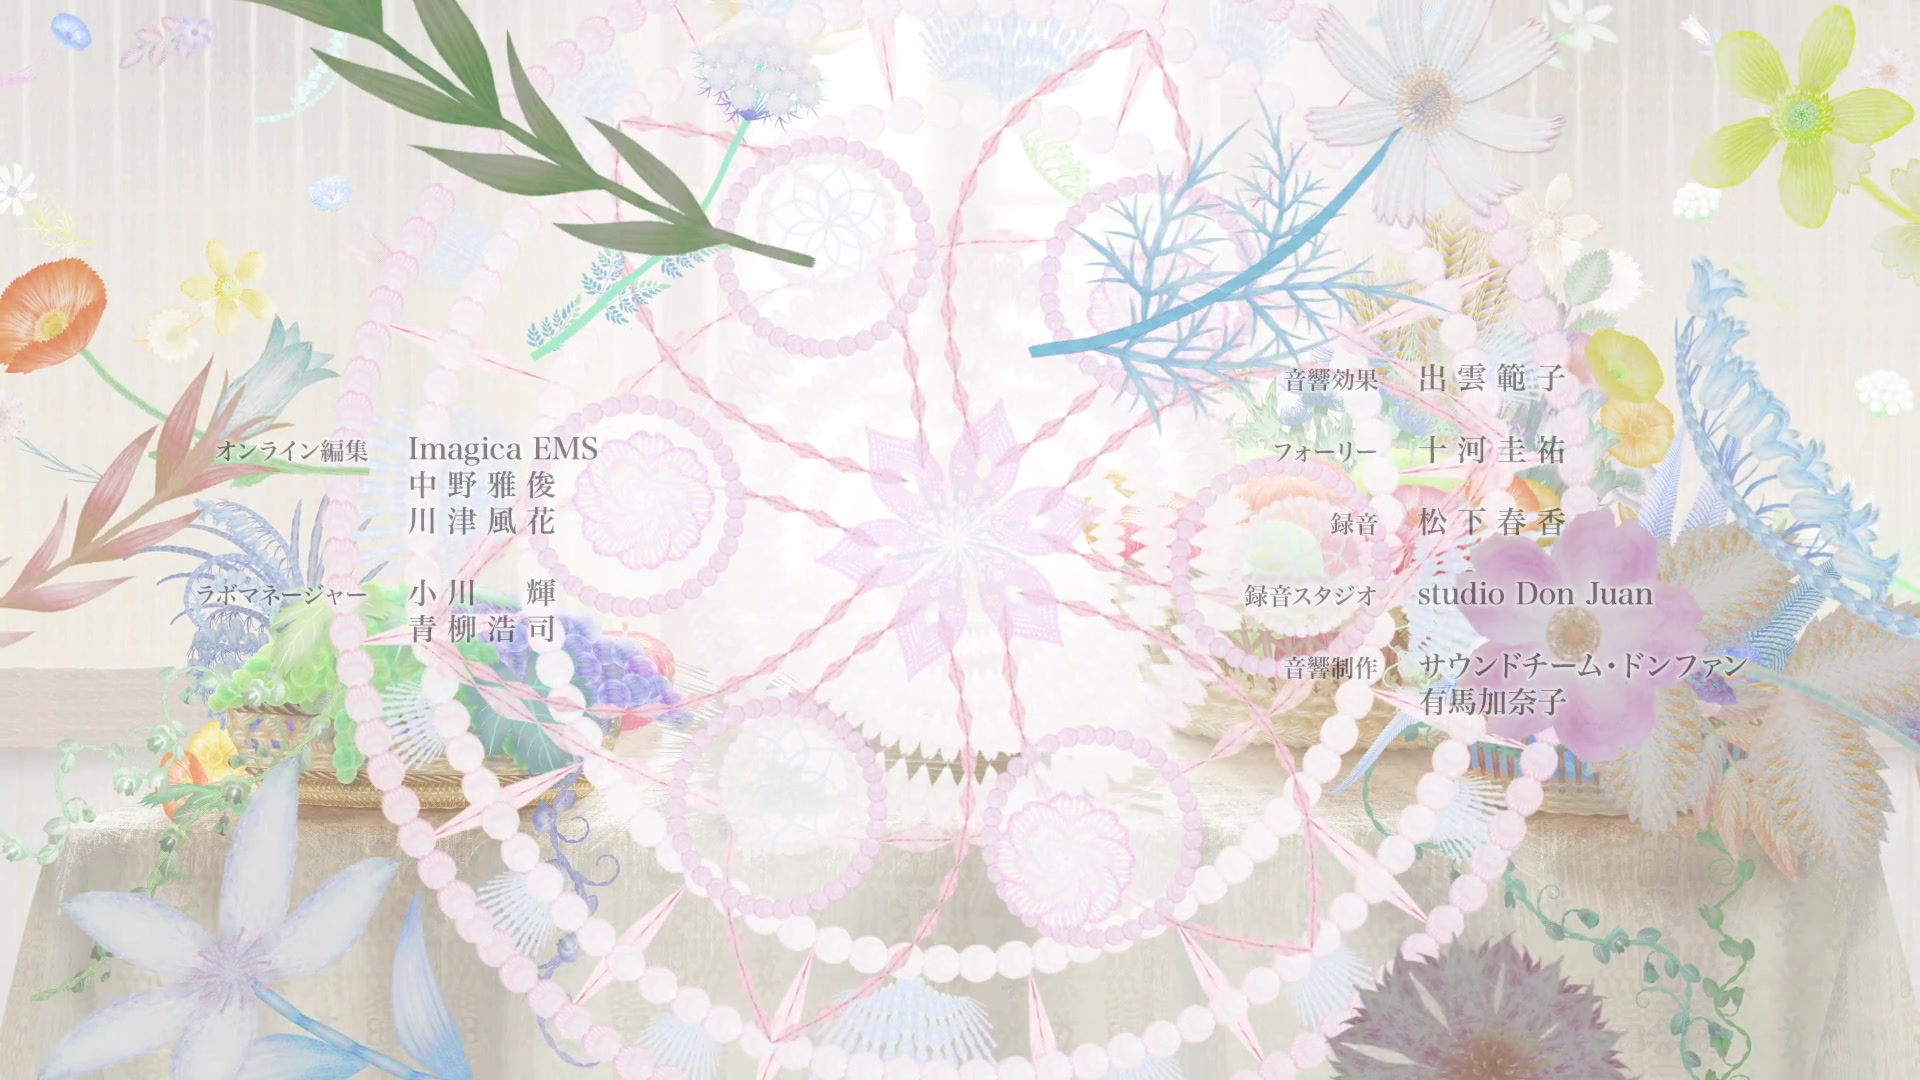 オンライン編集 Imagica EMS
中野雅俊
川津風花
ラボマネージャー 小川 輝
青柳浩司
音響効果 出雲範子
フォーリー 十河圭祐
録音 松下春香
録音スタジオ studio Don Juan
音響制作 サウンドチーム・ドンファン
有馬加奈子